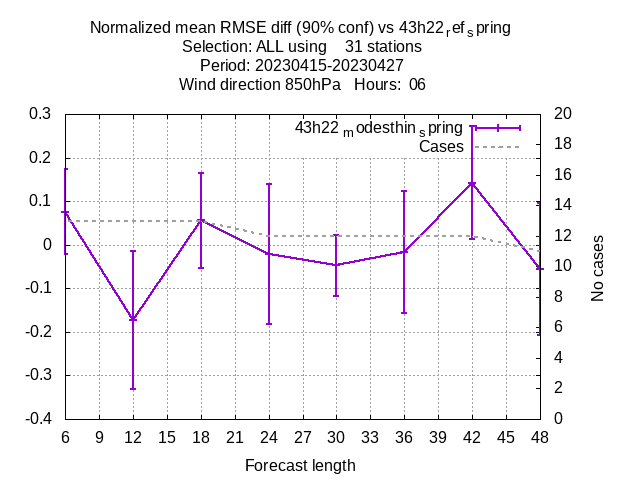 Normalized mean RMSE diff (90% conf) vs 43h22refspring
Selection: ALL using 31 stations
Period: 20230415-20230427
Wind direction 850hPa Hours: 06
43h22modesthinspring
Cases
0.3
0.2
0.1
0
-0.1
-0.2
-0.3
-0.4
20
18
16
14
12
10
8
6
4
2
0
No cases
6 9 12 15 18 21 24 27 30 33 36 39 42 45 48
Forecast length